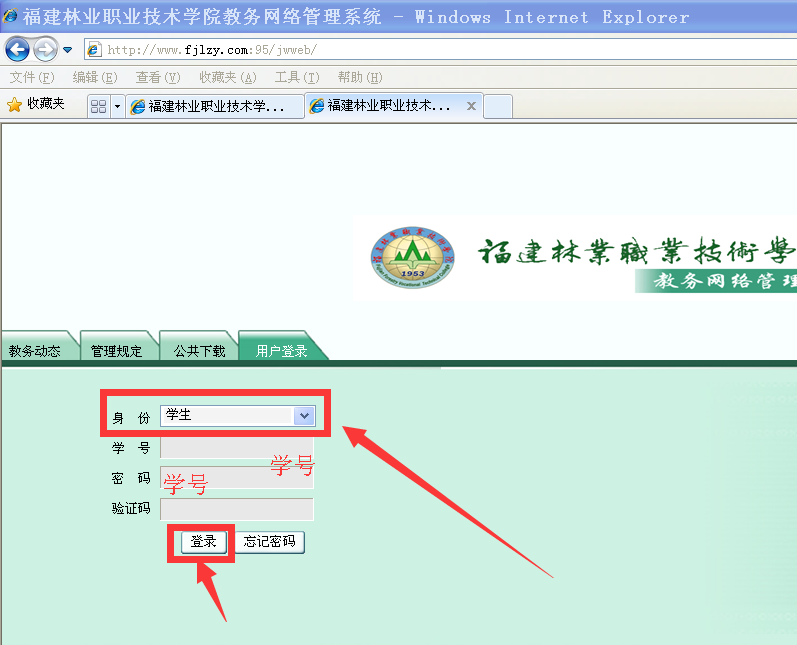 福建林业职业技术学院教务网络管理系统 - Windows Internet Explorer
http://www.fjlzy.com:95/jwweb/
文件(F) 编辑(E) 查看(V) 收藏夹(A) 工具(T) 帮助(H)
收藏夹 福建林业职业技术学... 福建林业职业技术...
福建林業職業技術學
1953
教务网络管理
教务动态 管理规定 公共下载 用户登录
身 份 学生
学 号
学号
密 码 学号
验证码
登录 忘记密码